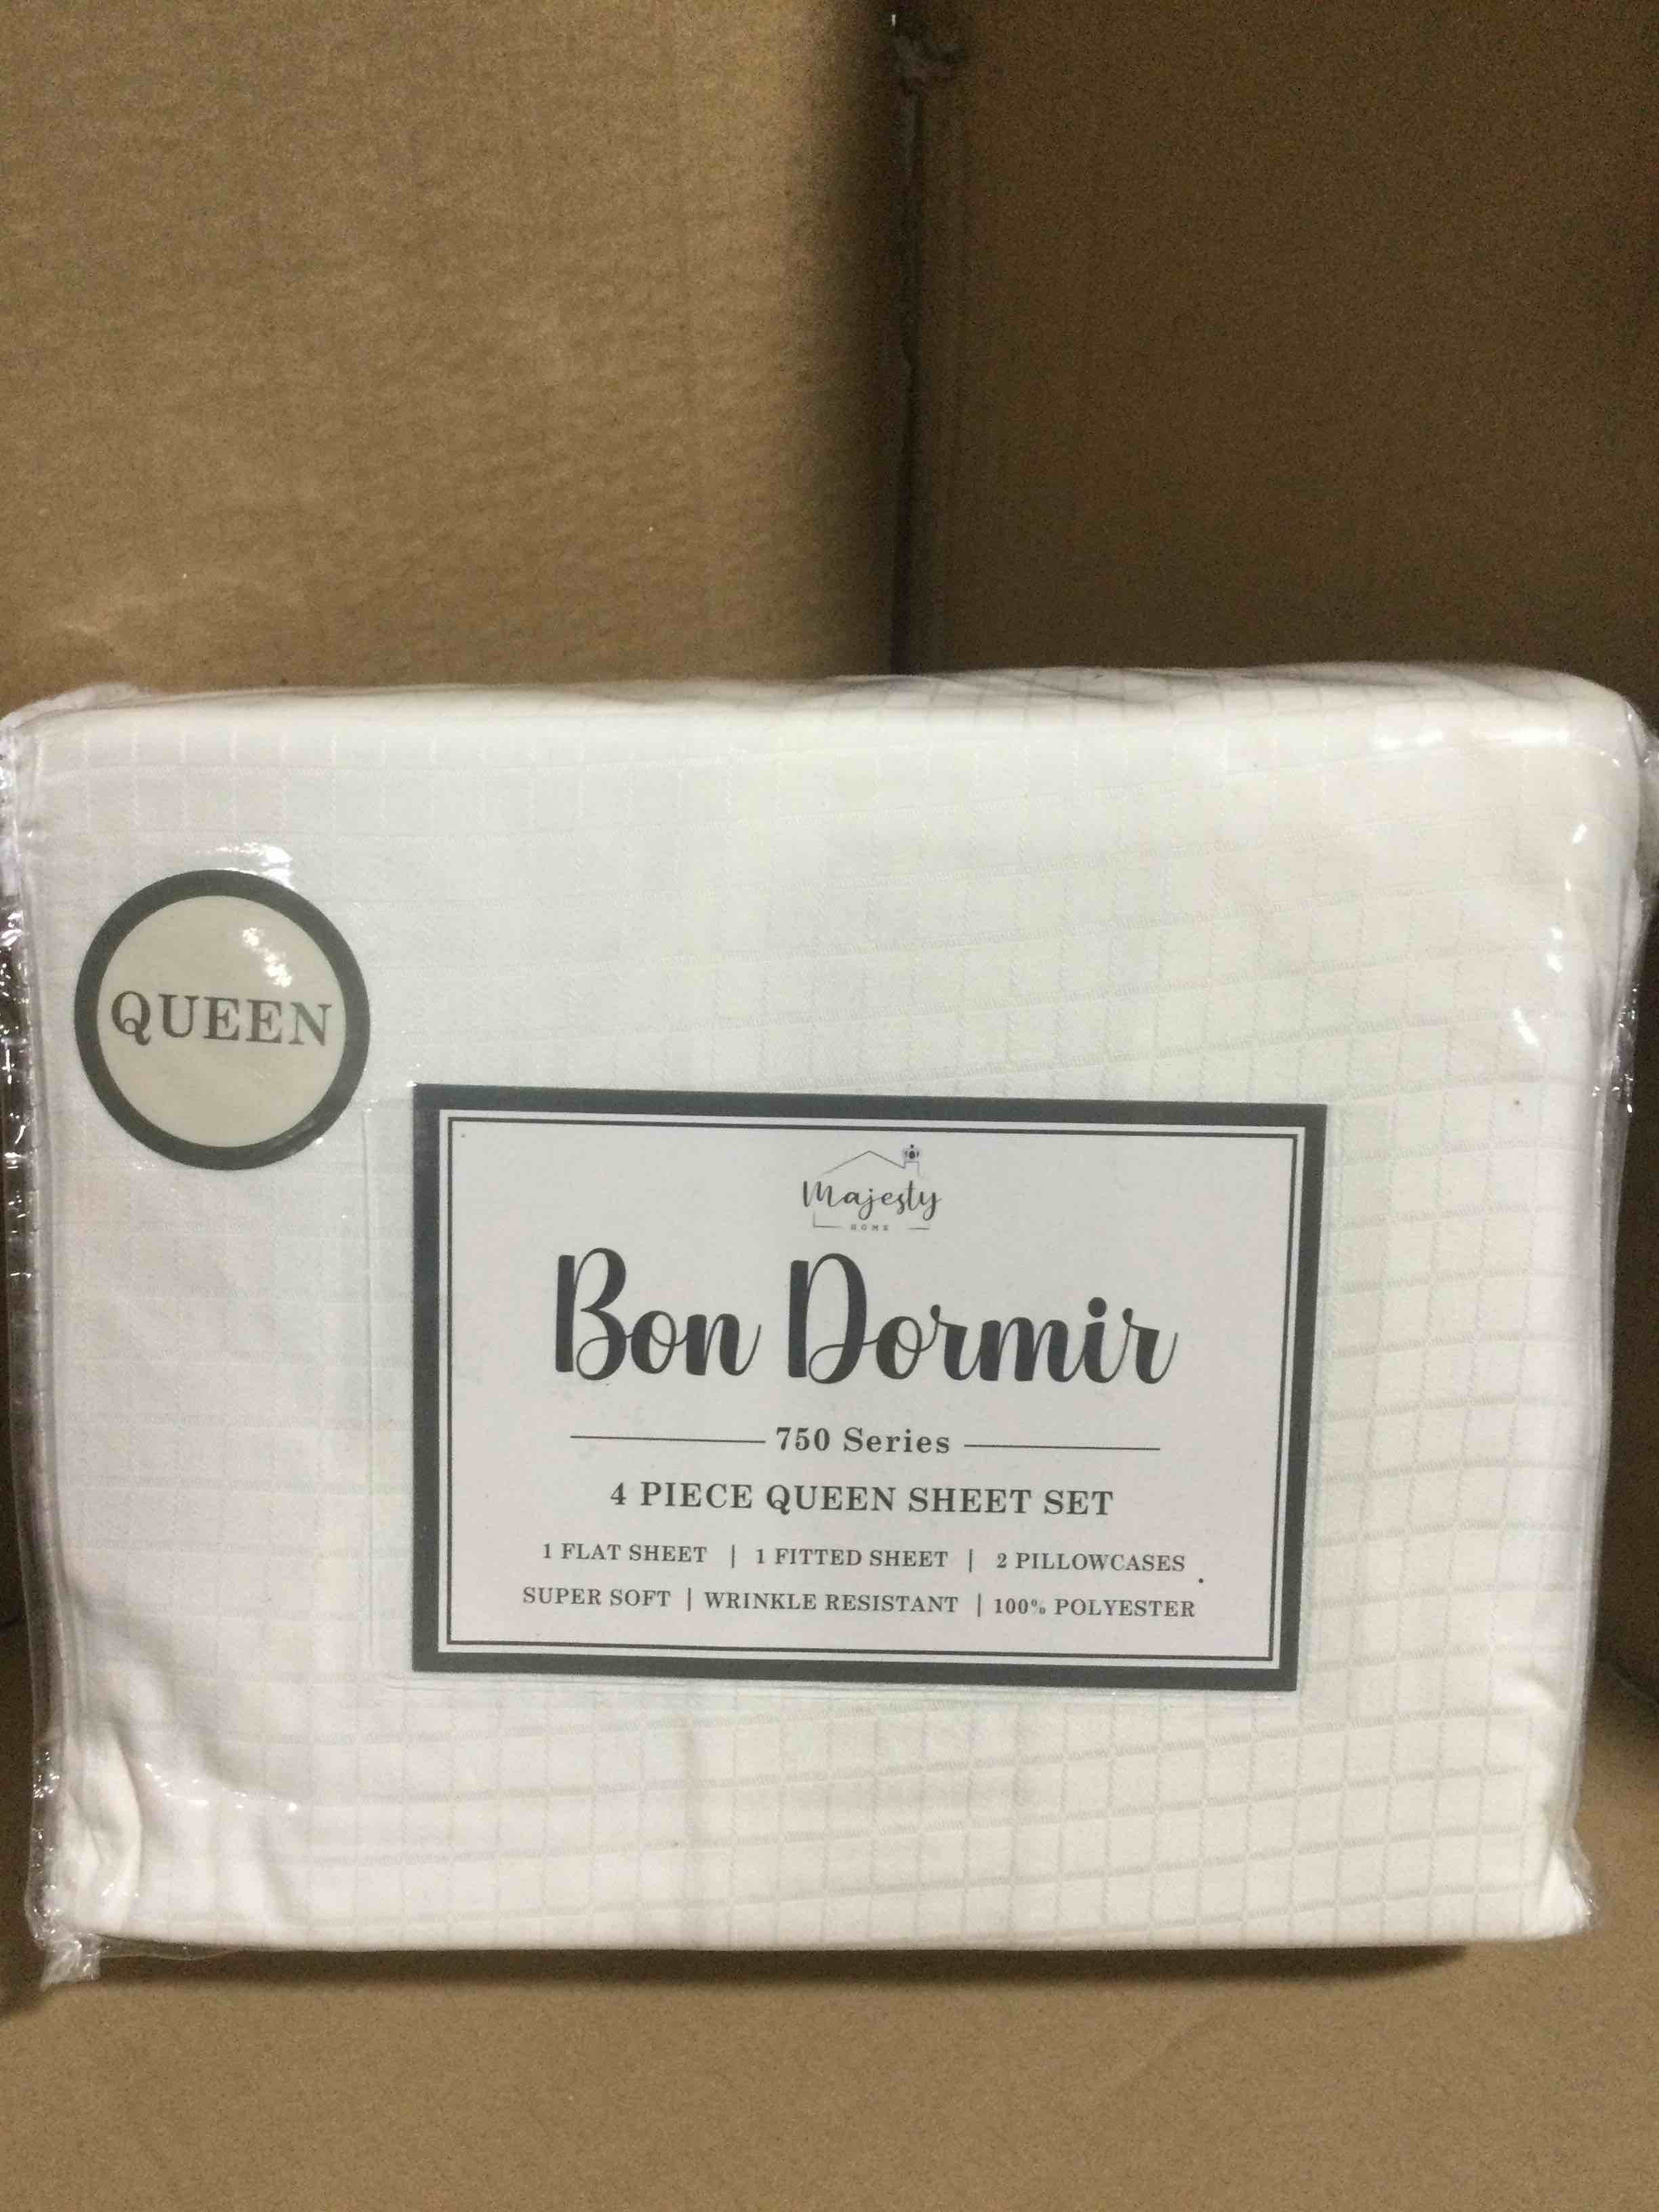 QUEEN
Majesty
HOME
Bon Dormir
750 Series
4 PIECE QUEEN SHEET SET
1 FLAT SHEET | 1 FITTED SHEET | 2 PILLOWCASES
SUPER SOFT | WRINKLE RESISTANT | 100% POLYESTER